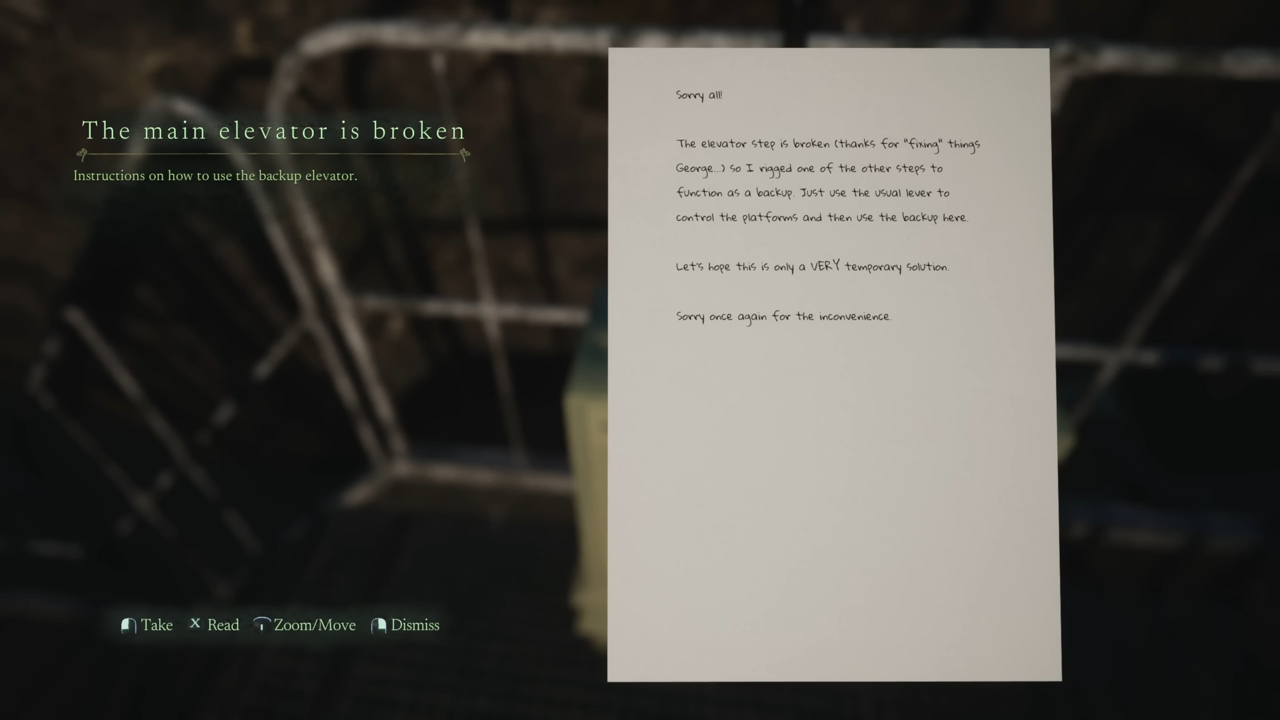 The main elevator is broken
Instructions on how to use the backup elevator.
Sorry all!
The elevator step is broken (thanks for "fixing" things
George...) so I rigged one of the other steps to
function as a backup. Just use the usual lever to
control the platforms and then use the backup here.
Let's hope this is only a VERY temporary solution.
Sorry once again for the inconvenience.
Take X Read Zoom/Move Dismiss